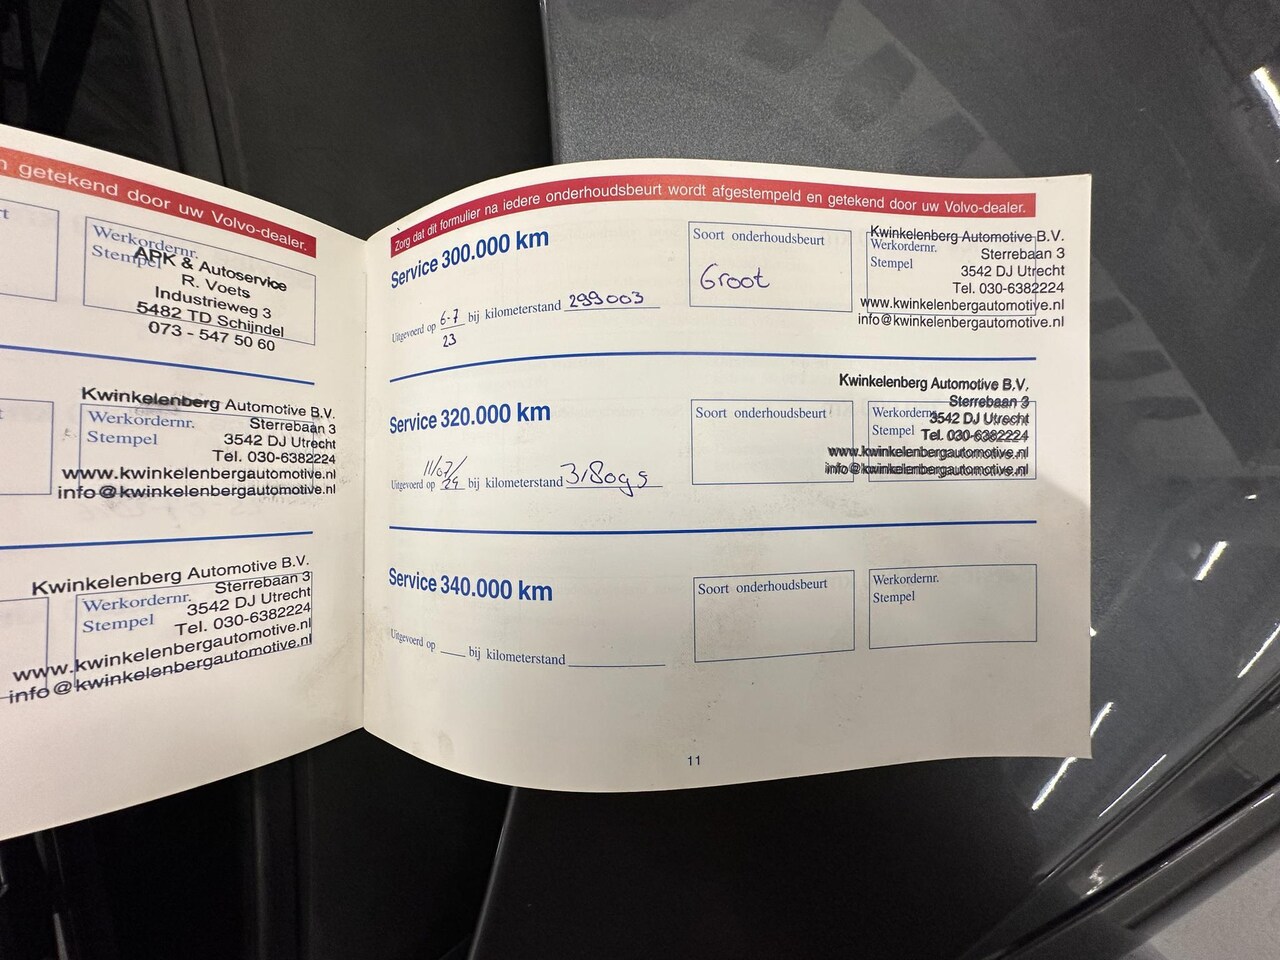 n getekend door uw Volvo-dealer.
rt
Werkordernr.
Stempel
APK & Autoservice
R. Voets
Industrieweg 3
5482 TD Schijndel
073 - 547 50 60
Kwinkelenberg Automotive B.V.
Werkordernr.
Stempel
Sterrebaan 3
3542 DJ Utrecht
Tel. 030-6382224
www.kwinkelenbergautomotive.nl
info@kwinkelenbergautomotive.nl
Kwinkelenberg Automotive B.V.
Werkordernr.
Stempel
Sterrebaan 3
3542 DJ Utrecht
Tel. 030-6382224
www.kwinkelenbergautomotive.nl
info@kwinkelenbergautomotive.nl
Zorg dat dit formulier na iedere onderhoudsbeurt wordt afgestempeld en getekend door uw Volvo-dealer.
Service 300.000 km
Uitgevoerd op 6-7 23 bij kilometerstand 299003
Soort onderhoudsbeurt
Groot
Werkordernr.
Stempel
Kwinkelenberg Automotive B.V.
Sterrebaan 3
3542 DJ Utrecht
Tel. 030-6382224
www.kwinkelenbergautomotive.nl
info@kwinkelenbergautomotive.nl
Service 320.000 km
Uitgevoerd op 11/07/24 bij kilometerstand
Soort onderhoudsbeurt
Werkordernr.
Stempel
Kwinkelenberg Automotive B.V.
Sterrebaan 3
3542 DJ Utrecht
Tel. 030-6382224
www.kwinkelenbergautomotive.nl
info@kwinkelenbergautomotive.nl
Service 340.000 km
Uitgevoerd op bij kilometerstand
Soort onderhoudsbeurt
Werkordernr.
Stempel
11